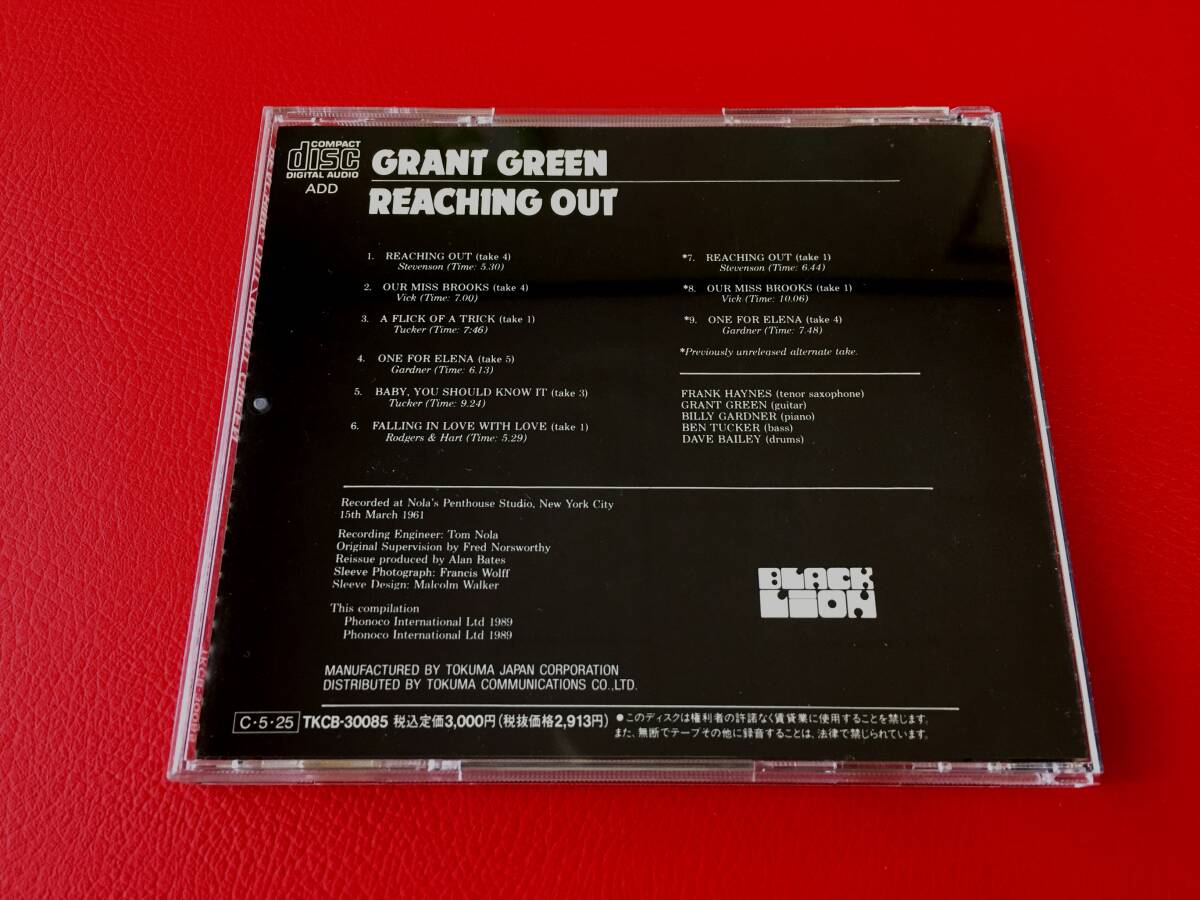 COMPACT
disc
DIGITAL AUDIO
ADD
GRANT GREEN
REACHING OUT
1. REACHING OUT (take 4)
Stevenson (Time: 5.30)
2. OUR MISS BROOKS (take 4)
Vick (Time: 7.00)
3. A FLICK OF A TRICK (take 1)
Tucker (Time: 7:46)
4. ONE FOR ELENA (take 5)
Gardner (Time: 6.13)
5. BABY, YOU SHOULD KNOW IT (take 3)
Tucker (Time: 9.24)
6. FALLING IN LOVE WITH LOVE (take 1)
Rodgers & Hart (Time: 5.29)
*7. REACHING OUT (take 1)
Stevenson (Time: 6.44)
*8. OUR MISS BROOKS (take 1)
Vick (Time: 10.06)
*9. ONE FOR ELENA (take 4)
Gardner (Time: 7.48)
*Previously unreleased alternate take.
FRANK HAYNES (tenor saxophone)
GRANT GREEN (guitar)
BILLY GARDNER (piano)
BEN TUCKER (bass)
DAVE BAILEY (drums)
Recorded at Nola's Penthouse Studio, New York City
15th March 1961
Recording Engineer: Tom Nola
Original Supervision by Fred Norsworthy
Reissue produced by Alan Bates
Sleeve Photograph: Francis Wolff
Sleeve Design: Malcolm Walker
This compilation
Phonoco International Ltd 1989
Phonoco International Ltd 1989
BLACK
LION
MANUFACTURED BY TOKUMA JAPAN CORPORATION
DISTRIBUTED BY TOKUMA COMMUNICATIONS CO.,LTD.
C・5・25 TKCB-30085 税込定価3,000円(税抜価格2,913円)
●このディスクは権利者の許諾なく賃貸業に使用することを禁じます。
また、無断でテープその他に録音することは、法律で禁じられています。